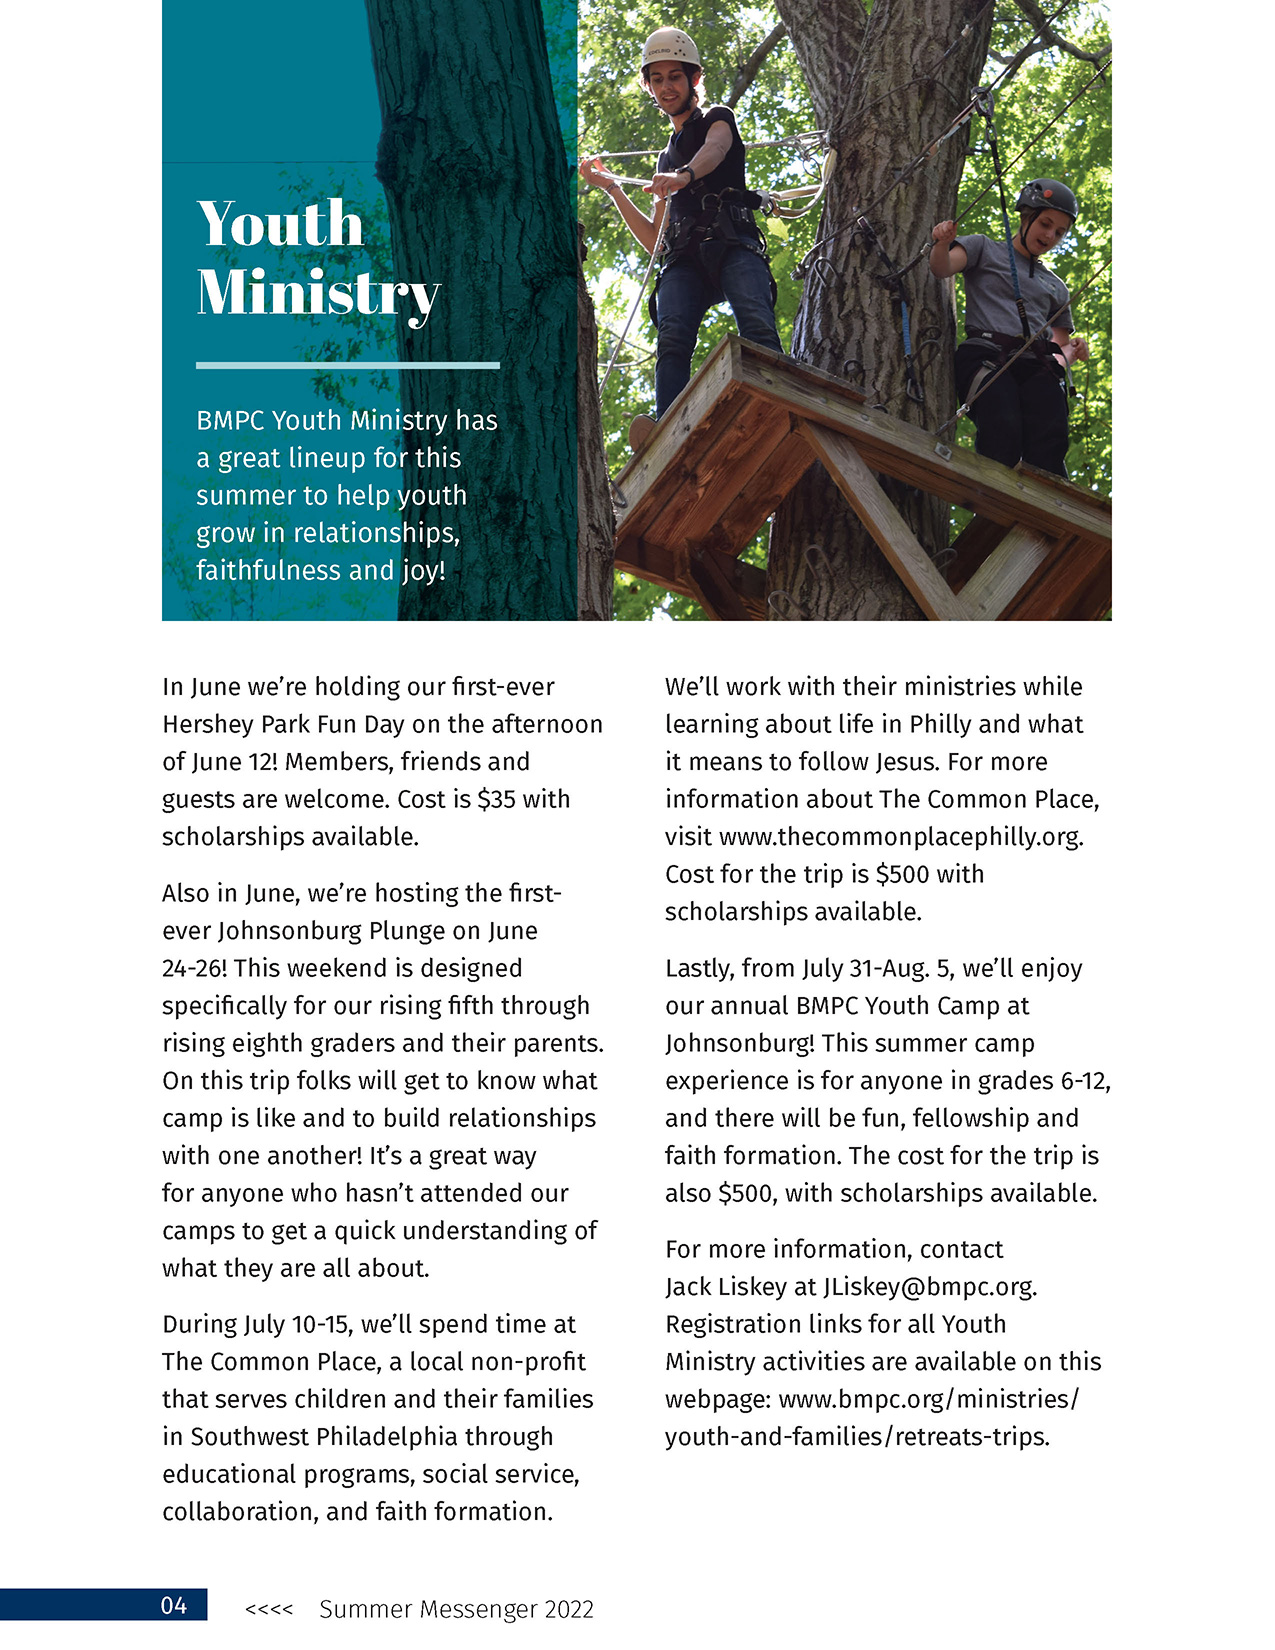 Youth
Ministry
BMPC Youth Ministry has
a great lineup for this
summer to help youth
grow in relationships,
faithfulness and joy!
In June we’re holding our first-ever
Hershey Park Fun Day on the afternoon
of June 12! Members, friends and
guests are welcome. Cost is $35 with
scholarships available.
Also in June, we’re hosting the first-
ever Johnsonburg Plunge on June
24-26! This weekend is designed
specifically for our rising fifth through
rising eighth graders and their parents.
On this trip folks will get to know what
camp is like and to build relationships
with one another! It’s a great way
for anyone who hasn’t attended our
camps to get a quick understanding of
what they are all about.
During July 10-15, we’ll spend time at
The Common Place, a local non-profit
that serves children and their families
in Southwest Philadelphia through
educational programs, social service,
collaboration, and faith formation.
We’ll work with their ministries while
learning about life in Philly and what
it means to follow Jesus. For more
information about The Common Place,
visit www.thecommonplacephilly.org.
Cost for the trip is $500 with
scholarships available.
Lastly, from July 31-Aug. 5, we’ll enjoy
our annual BMPC Youth Camp at
Johnsonburg! This summer camp
experience is for anyone in grades 6-12,
and there will be fun, fellowship and
faith formation. The cost for the trip is
also $500, with scholarships available.
For more information, contact
Jack Liskey at JLiskey@bmpc.org.
Registration links for all Youth
Ministry activities are available on this
webpage: www.bmpc.org/ministries/
youth-and-families/retreats-trips.
04 <<<< Summer Messenger 2022